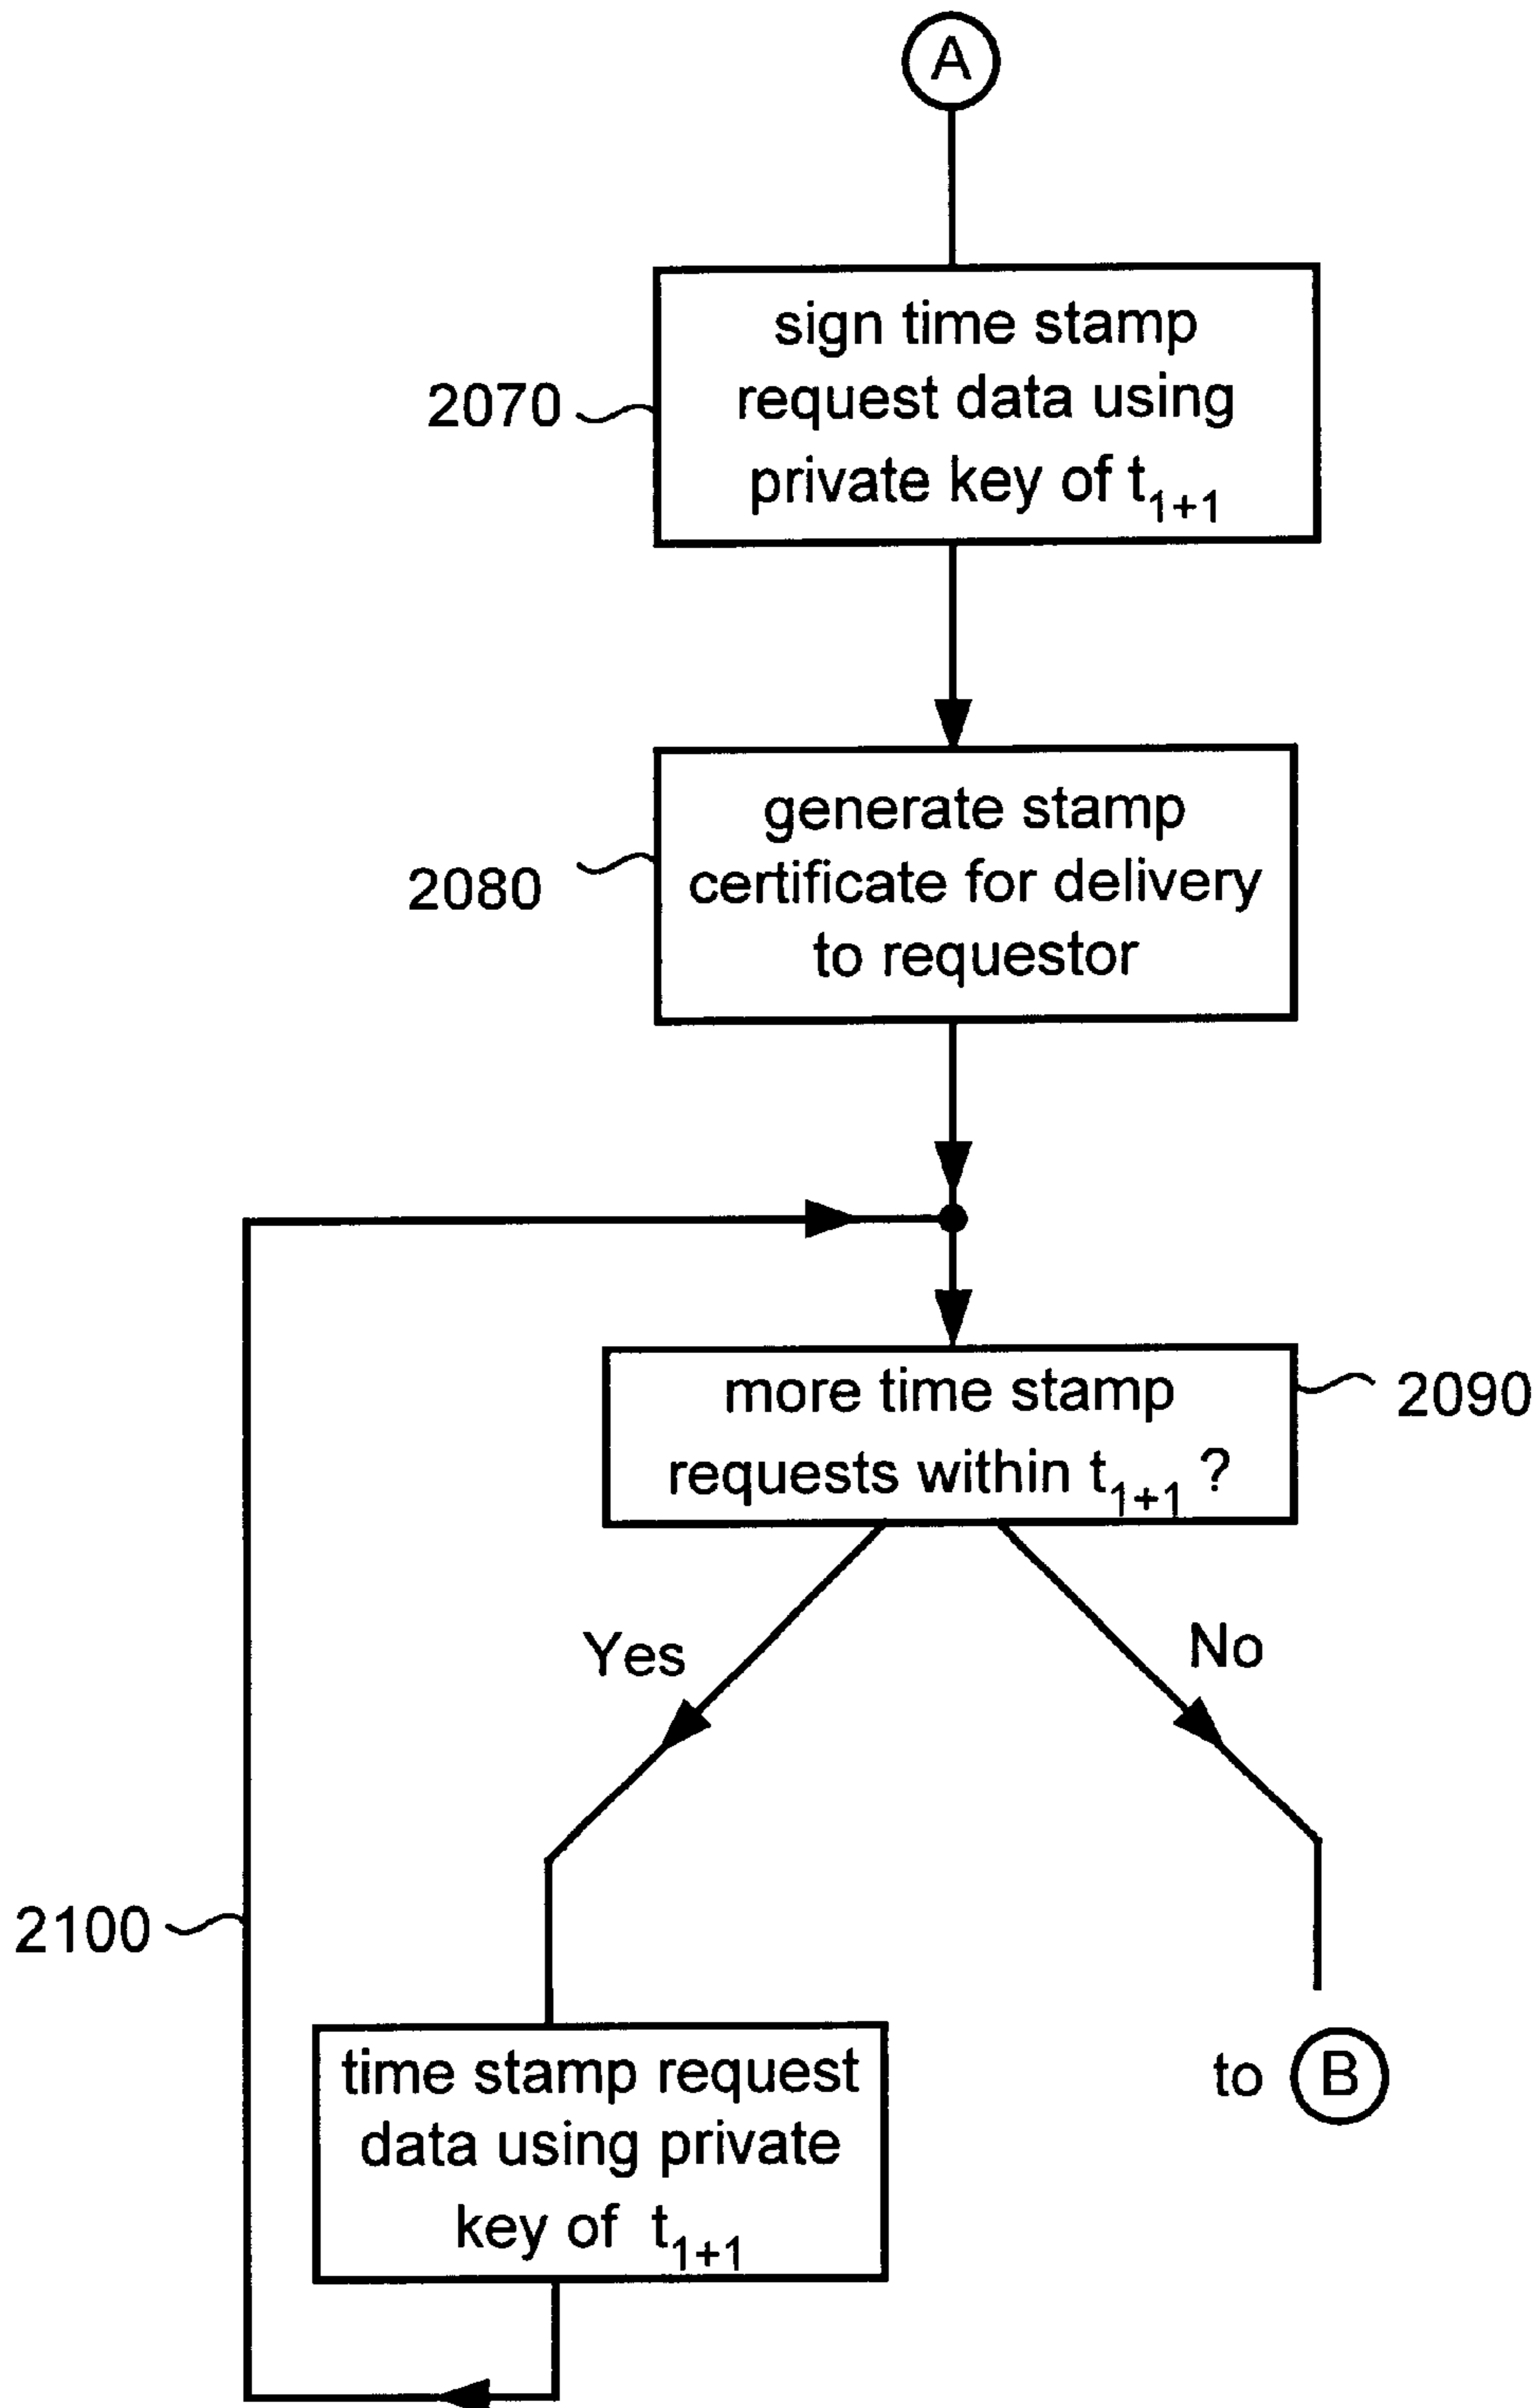 A
sign time stamp
request data using
private key of t1+1
2070
generate stamp
certificate for delivery
to requestor
2080
more time stamp
requests within t1+1 ?
2090
Yes
No
2100
time stamp request
data using private
key of t1+1
to B